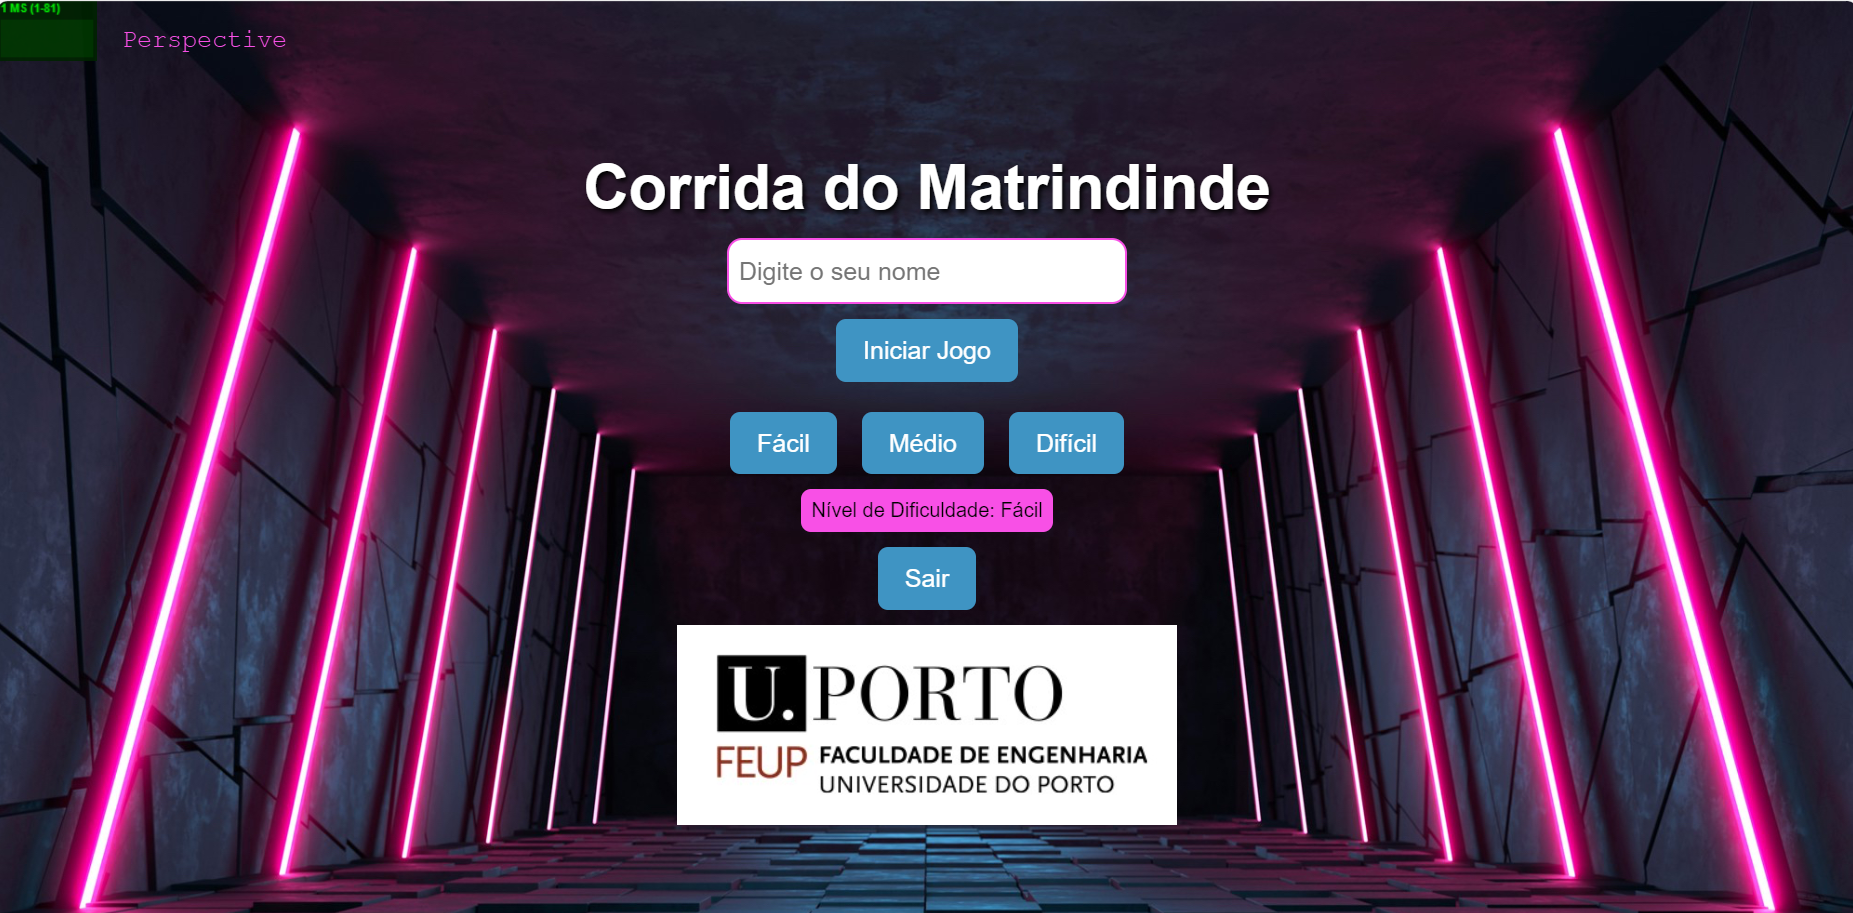 1 MS (1-81)
Perspective
Corrida do Matrindinde
Digite o seu nome
Iniciar Jogo
Fácil Médio Difícil
Nível de Dificuldade: Fácil
Sair
U.PORTO
FEUP FACULDADE DE ENGENHARIA
UNIVERSIDADE DO PORTO